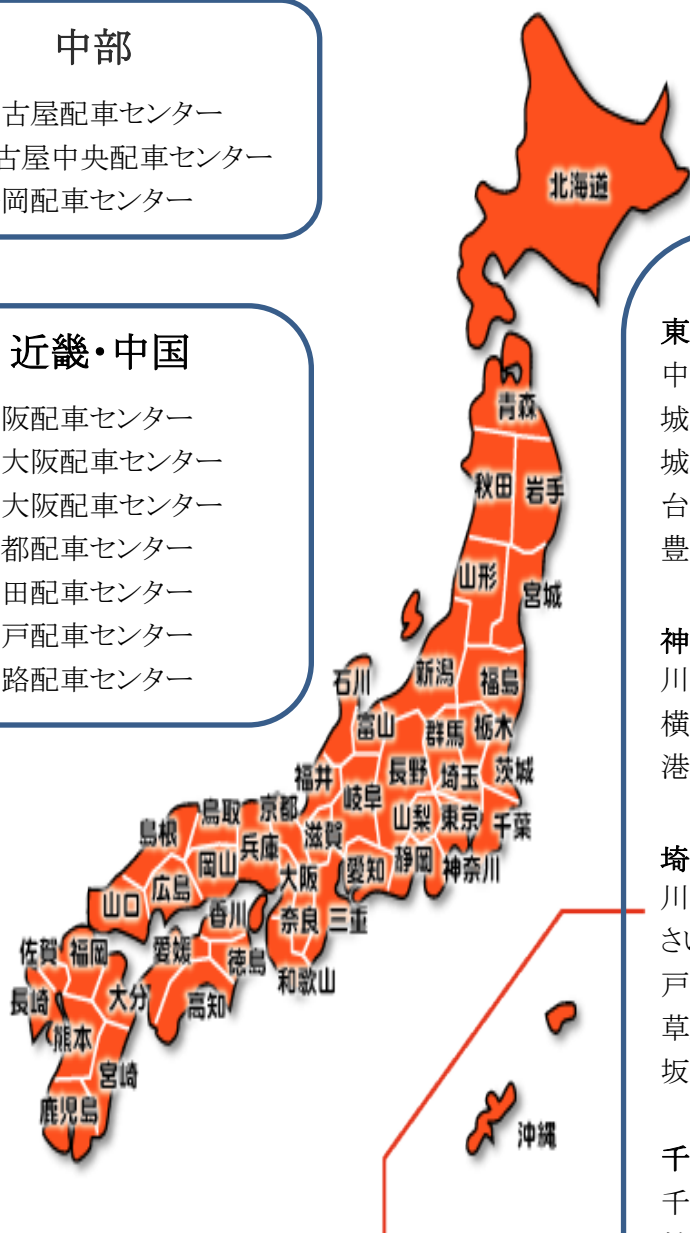 中部
古屋配車センター
古屋中央配車センター
岡配車センター
近畿・中国
阪配車センター
大阪配車センター
大阪配車センター
都配車センター
田配車センター
戸配車センター
路配車センター
北海道
青森
秋田
岩手
山形
宮城
石川
新潟
福島
富山
群馬
栃木
福井
長野
埼玉
茨城
岐阜
鳥取
京都
山梨
東京
千葉
島根
兵庫
滋賀
岡山
愛知
静岡
神奈川
広島
大阪
山口
香川
奈良
三重
佐賀
福岡
愛媛
徳島
和歌山
長崎
大分
高知
熊本
宮崎
鹿児島
沖縄
東
中
城
城
台
豊
神
川
横
港
埼
川
さい
戸
草
坂
千
千